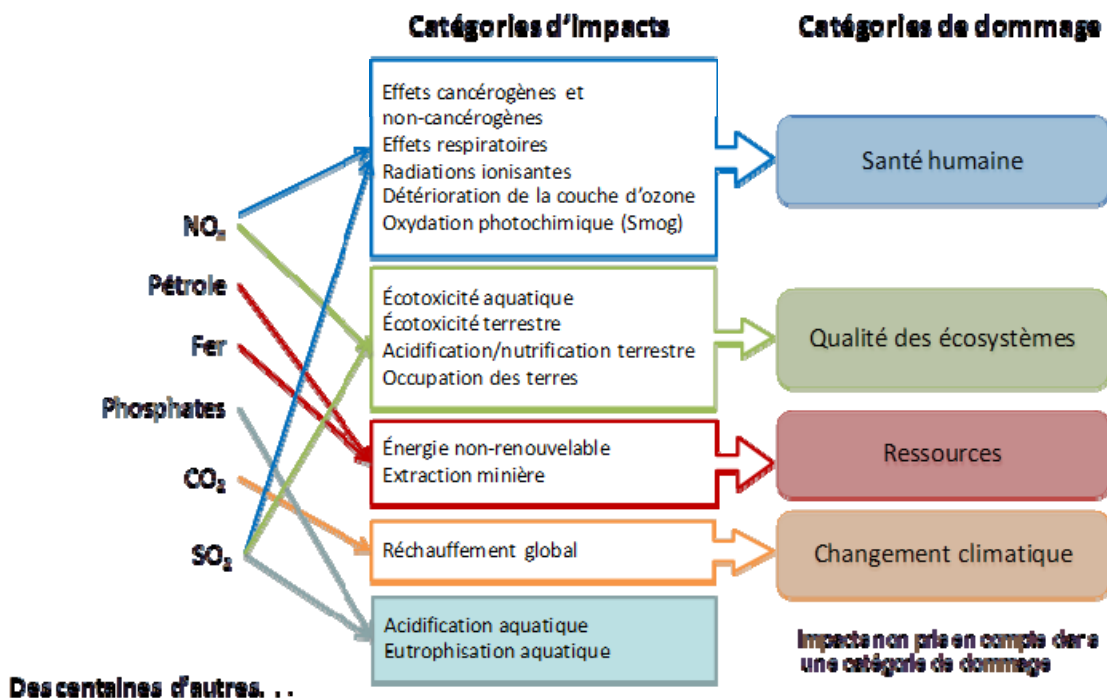 Catégories d'impacts
Catégories de dommage
Effets cancérogènes et
non-cancérogènes
Effets respiratoires
Radiations ionisantes
Détérioration de la couche d'ozone
Oxydation photochimique (Smog)
Santé humaine
NOₓ
Pétrole
Fer
Phosphates
CO₂
SO₂
Écotoxicité aquatique
Écotoxicité terrestre
Acidification/nutrification terrestre
Occupation des terres
Qualité des écosystèmes
Énergie non-renouvelable
Extraction minière
Ressources
Réchauffement global
Changement climatique
Acidification aquatique
Eutrophisation aquatique
Impacts non pris en compte dans
une catégorie de dommage
Des centaines d'autres. . .